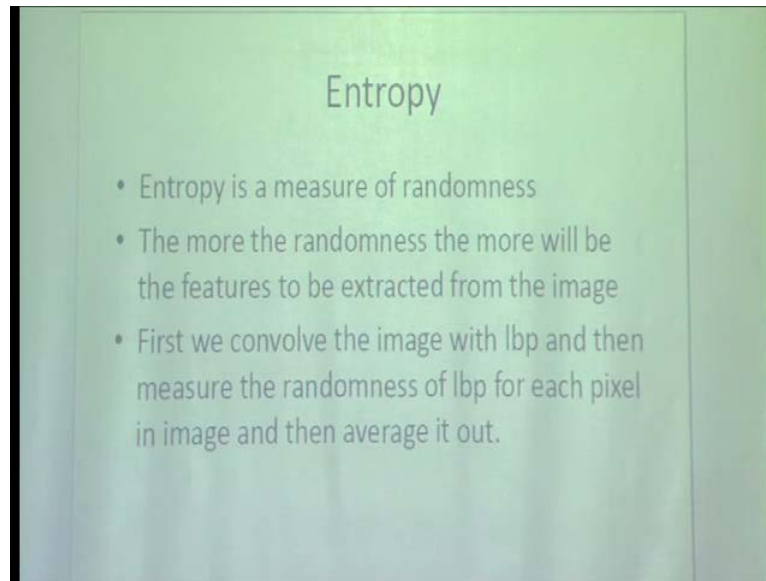 Entropy
• Entropy is a measure of randomness
• The more the randomness the more will be
the features to be extracted from the image
• First we convolve the image with lbp and then
measure the randomness of lbp for each pixel
in image and then average it out.